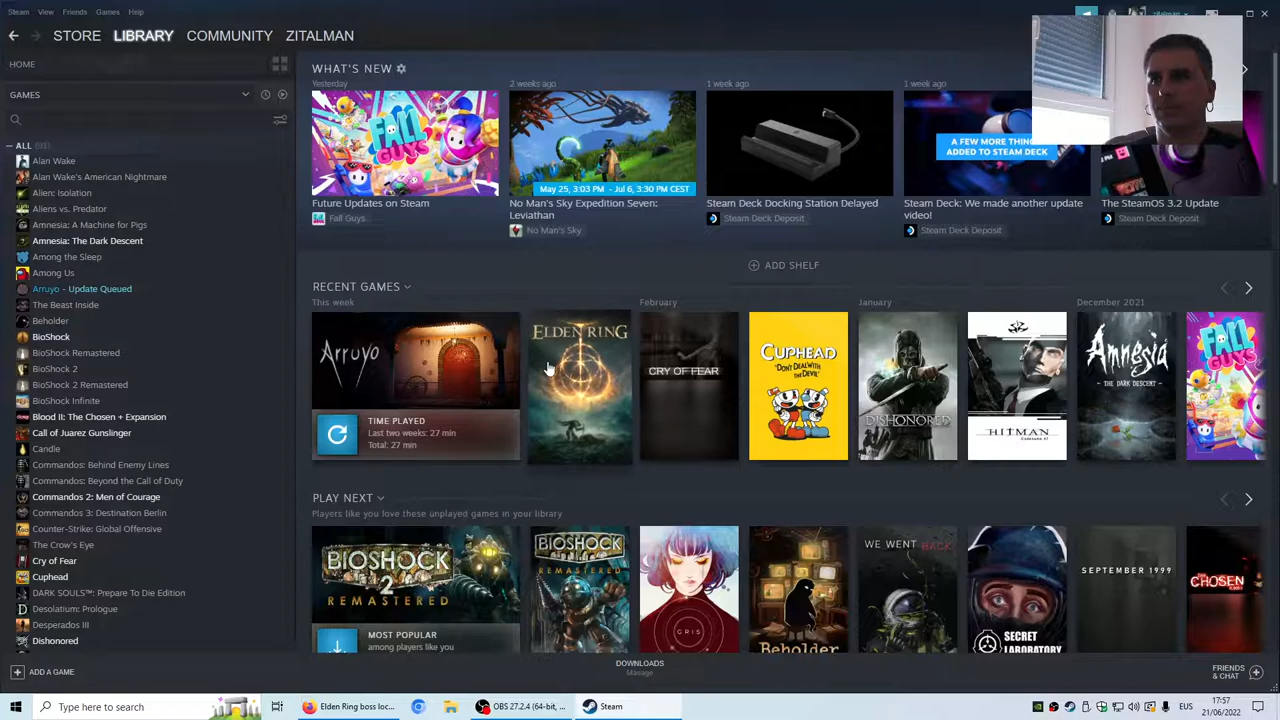 Steam View Friends Games Help
STORE LIBRARY COMMUNITY ZITALMAN
zitalman
HOME
GAMES
ALL
Alan Wake
Alan Wake's American Nightmare
Alien: Isolation
Aliens vs. Predator
Amnesia: A Machine for Pigs
Amnesia: The Dark Descent
Among the Sleep
Among Us
Arruyo - Update Queued
The Beast Inside
Beholder
BioShock
BioShock Remastered
BioShock 2
BioShock 2 Remastered
BioShock Infinite
Blood II: The Chosen + Expansion
Call of Juarez Gunslinger
Candle
Commandos: Behind Enemy Lines
Commandos: Beyond the Call of Duty
Commandos 2: Men of Courage
Commandos 3: Destination Berlin
Counter-Strike: Global Offensive
The Crow's Eye
Cry of Fear
Cuphead
DARK SOULS™: Prepare To Die Edition
Desolatium: Prologue
Desperados III
Dishonored
ADD A GAME
WHAT'S NEW
Yesterday 2 weeks ago 1 week ago 1 week ago
FALL GUYS
May 25, 3:03 PM - Jul 6, 3:30 PM CEST
A FEW MORE THINGS
ADDED TO STEAM DECK
Future Updates on Steam
Fall Guys
No Man's Sky Expedition Seven:
Leviathan
No Man's Sky
Steam Deck Docking Station Delayed
Steam Deck Deposit
Steam Deck: We made another update
video!
Steam Deck Deposit
The SteamOS 3.2 Update
Steam Deck Deposit
ADD SHELF
RECENT GAMES
This week February January December 2021
Arruyo
TIME PLAYED
Last two weeks: 27 min
Total: 27 min
ELDEN RING
CRY OF FEAR
CUPHEAD
"DON'T DEAL WITH
THE DEVIL"
DISHONORED
HITMAN
Codename 47
Amnesia
- THE DARK DESCENT -
FALL GUYS
PLAY NEXT
Players like you love these unplayed games in your library
BIOSHOCK
2
REMASTERED
MOST POPULAR
among players like you
BIOSHOCK
REMASTERED
GRIS
Beholder
WE WENT BACK
SECRET
LABORATORY
SEPTEMBER 1999
CHOSEN
DOWNLOADS
Manage
FRIENDS
& CHAT
Type here to search
Elden Ring boss loc...
OBS 27.2.4 (64-bit, ...
Steam
ENG
17:57
21/06/2022